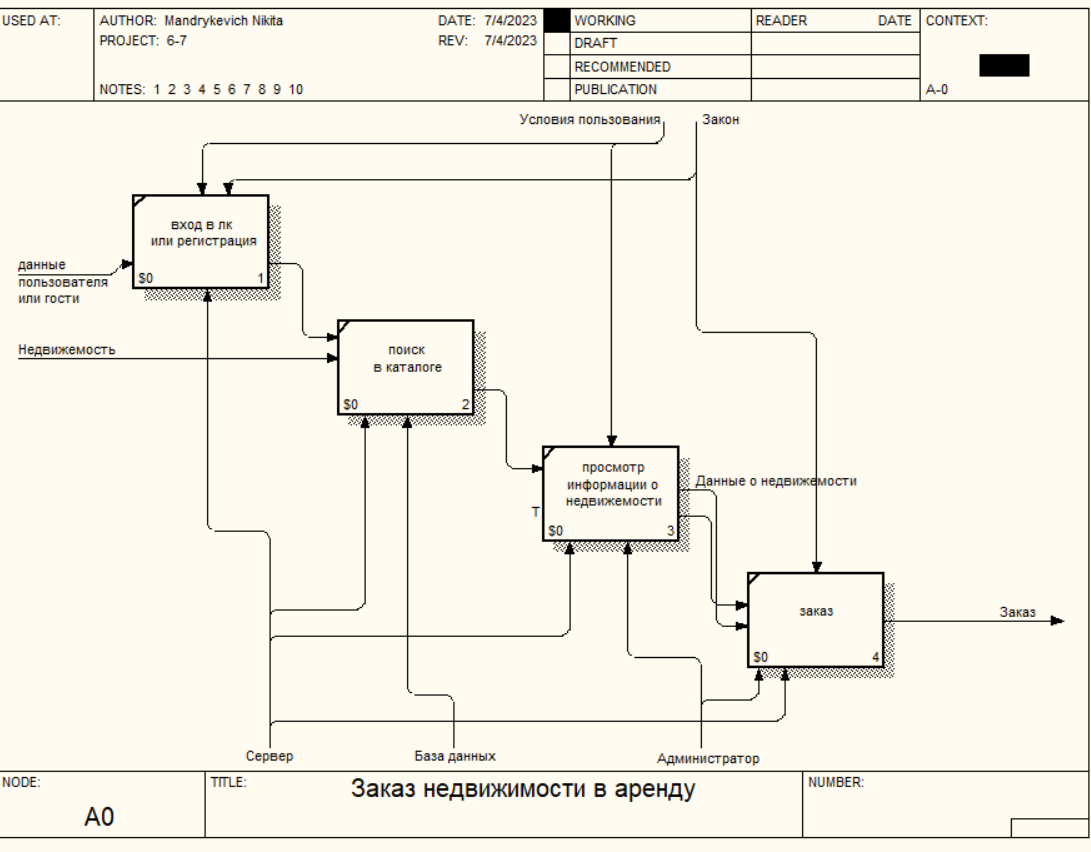 USED AT:
AUTHOR: Mandrykevich Nikita
DATE: 7/4/2023
PROJECT: 6-7
REV: 7/4/2023
NOTES: 1 2 3 4 5 6 7 8 9 10
WORKING
DRAFT
RECOMMENDED
PUBLICATION
READER
DATE
CONTEXT:
A-0
Условия пользования
Закон
вход в лк
или регистрация
$0
1
данные
пользователя
или гости
Недвижемость
поиск
в каталоге
$0
2
просмотр
информации о
недвижемости
T
$0
3
Данные о недвижемости
заказ
$0
4
Заказ
Сервер
База данных
Администратор
NODE:
A0
TITLE:
Заказ недвижимости в аренду
NUMBER: